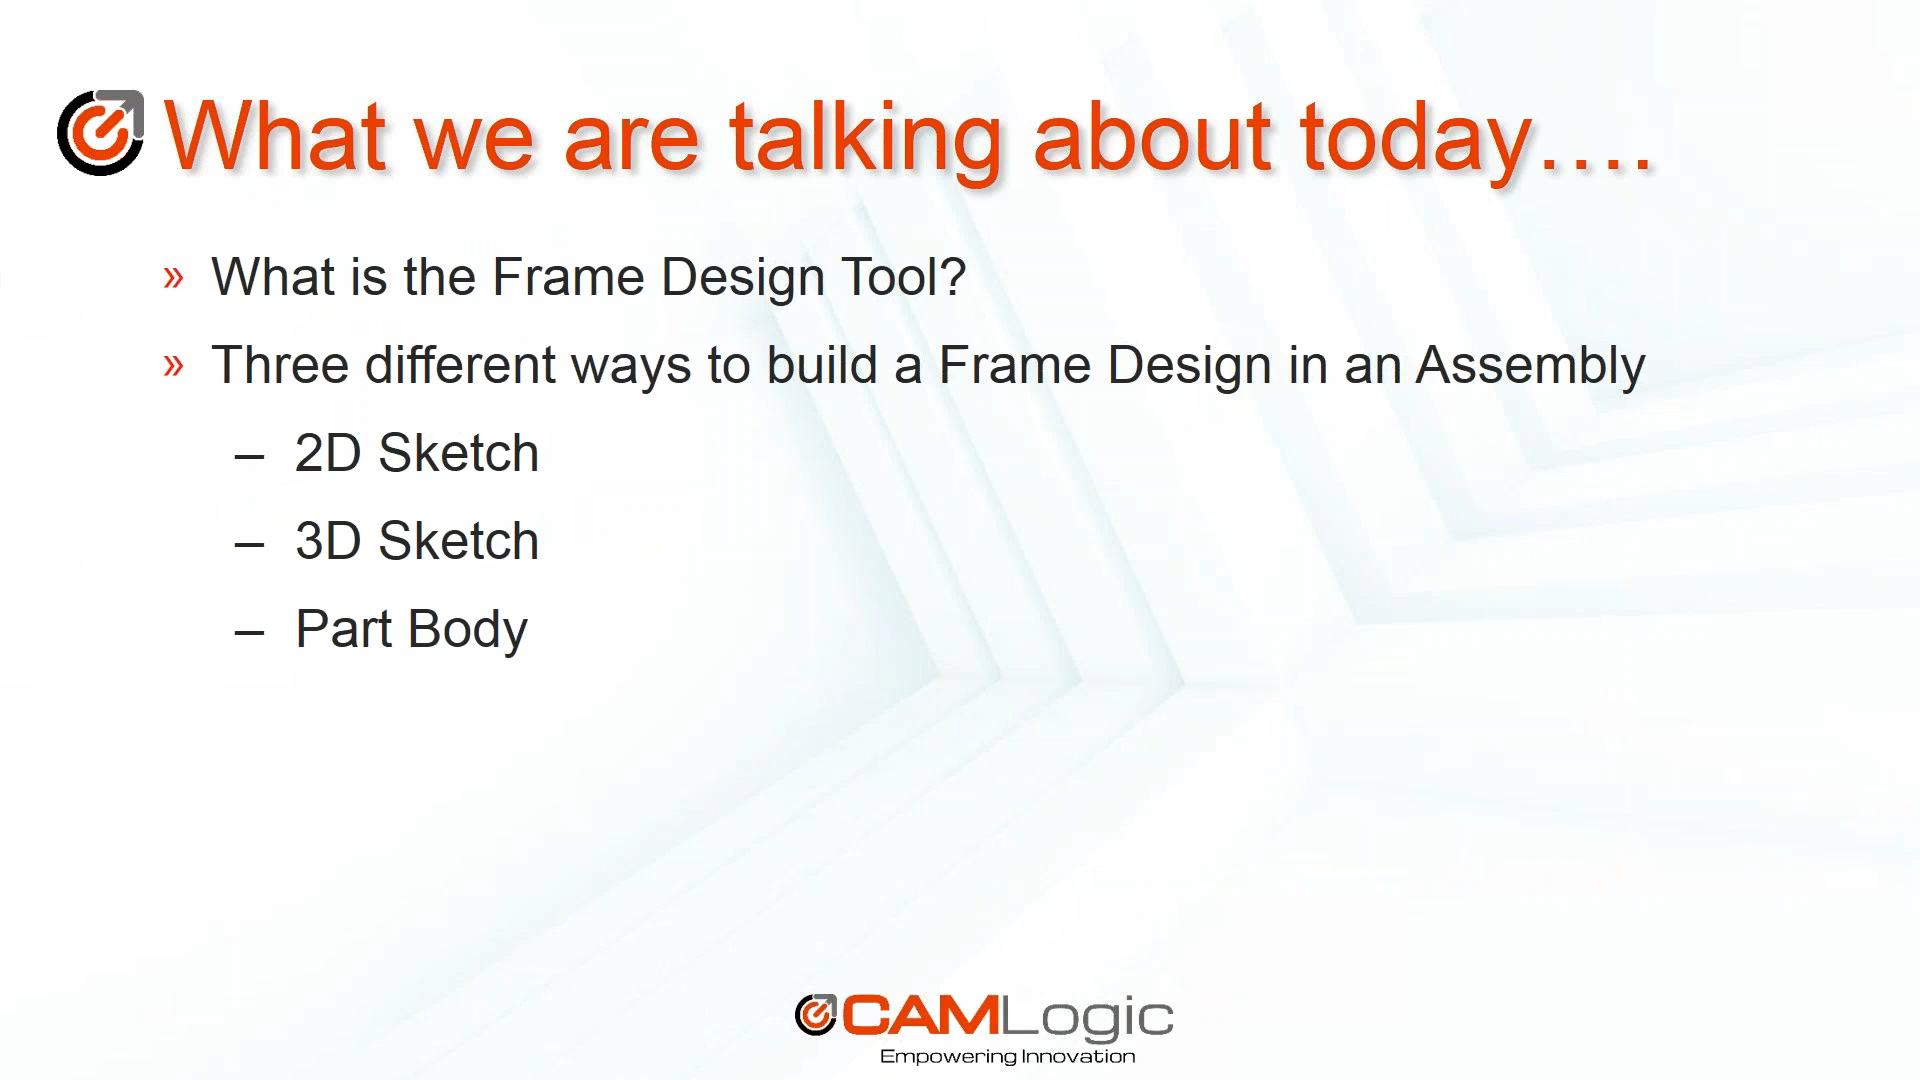 What we are talking about today….
» What is the Frame Design Tool?
» Three different ways to build a Frame Design in an Assembly
– 2D Sketch
– 3D Sketch
– Part Body
CAMLogic
Empowering Innovation